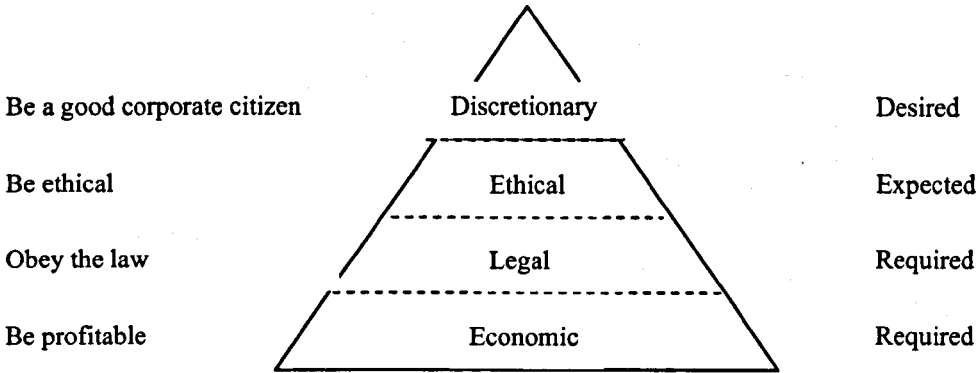 Be a good corporate citizen Discretionary Desired
Be ethical Ethical Expected
Obey the law Legal Required
Be profitable Economic Required